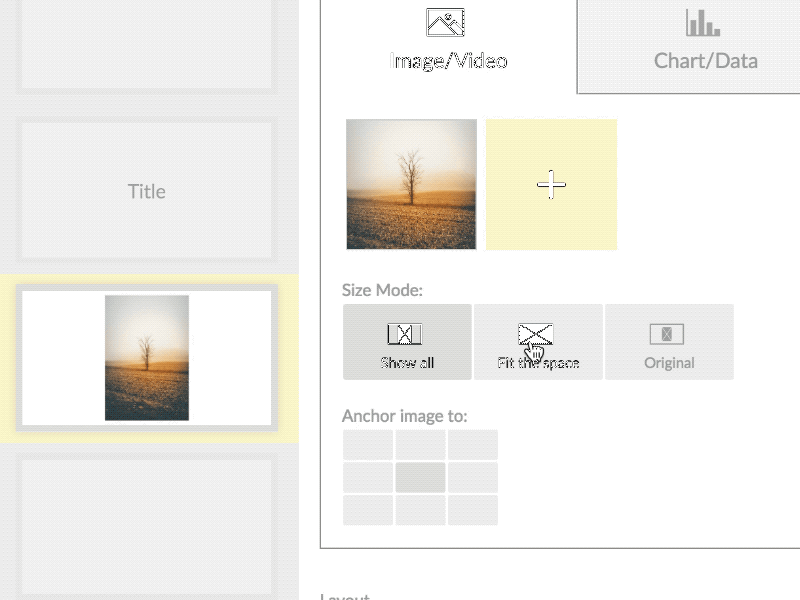 Image/Video
Chart/Data
Title
Size Mode:
Show all
Fit the space
Original
Anchor image to:
Layout